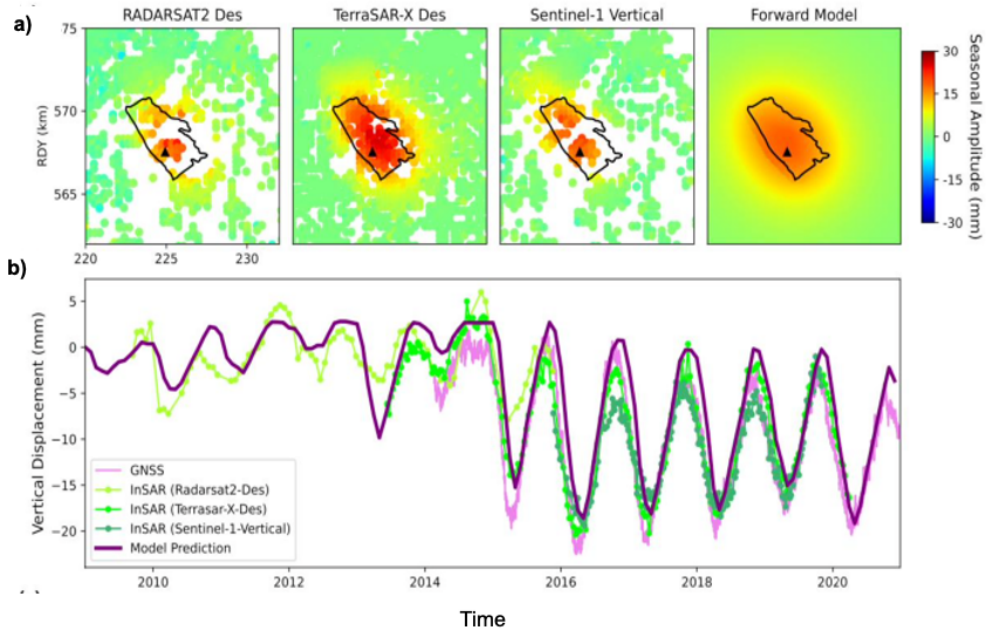 a)
RADARSAT2 Des
TerraSAR-X Des
Sentinel-1 Vertical
Forward Model
75
570
565
RDY (km)
220
225
230
30
15
0
-15
-30
Seasonal Amplitude (mm)
b)
5
0
−5
−10
−15
−20
Vertical Displacement (mm)
GNSS
InSAR (Radarsat2-Des)
InSAR (Terrasar-X-Des)
InSAR (Sentinel-1-Vertical)
Model Prediction
2010
2012
2014
2016
2018
2020
Time